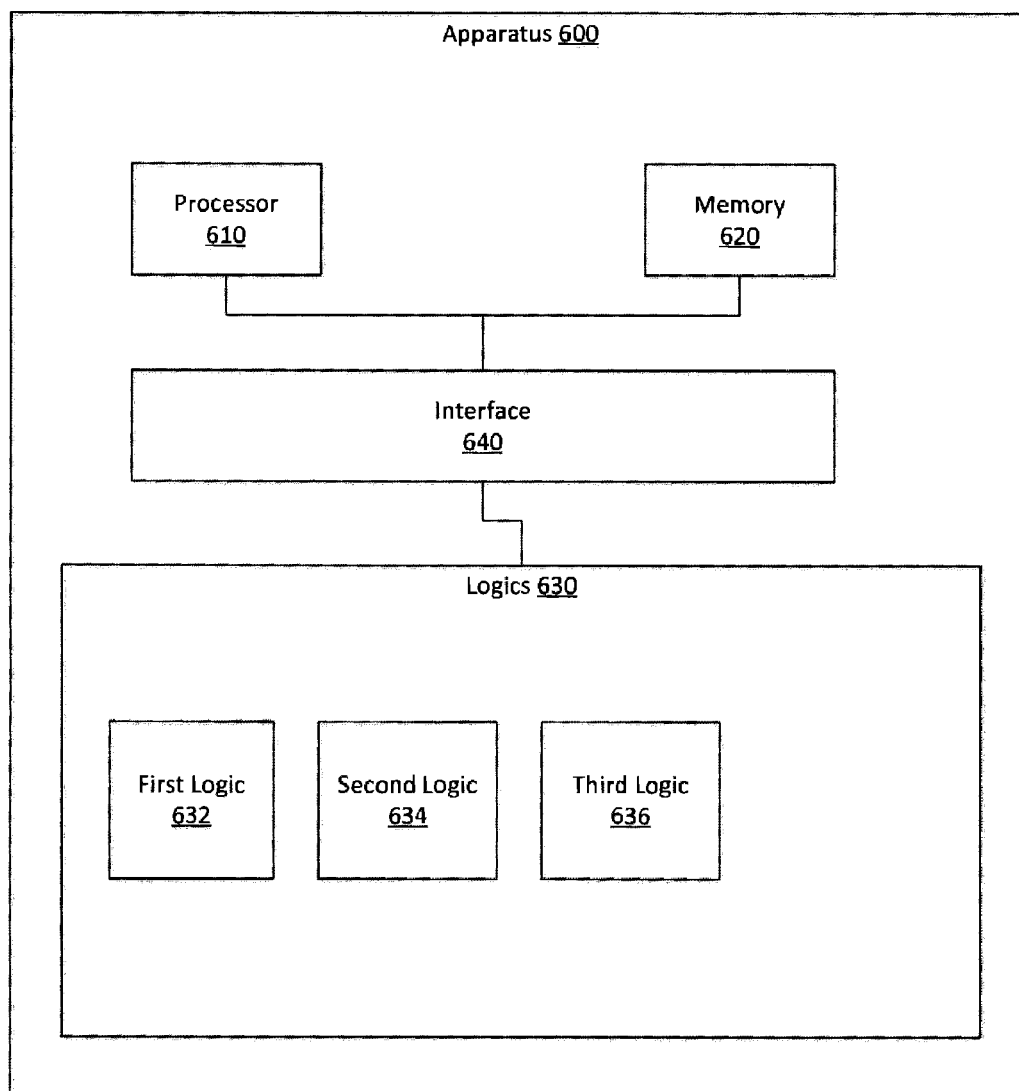 Apparatus 600
Processor
610
Memory
620
Interface
640
Logics 630
First Logic
632
Second Logic
634
Third Logic
636